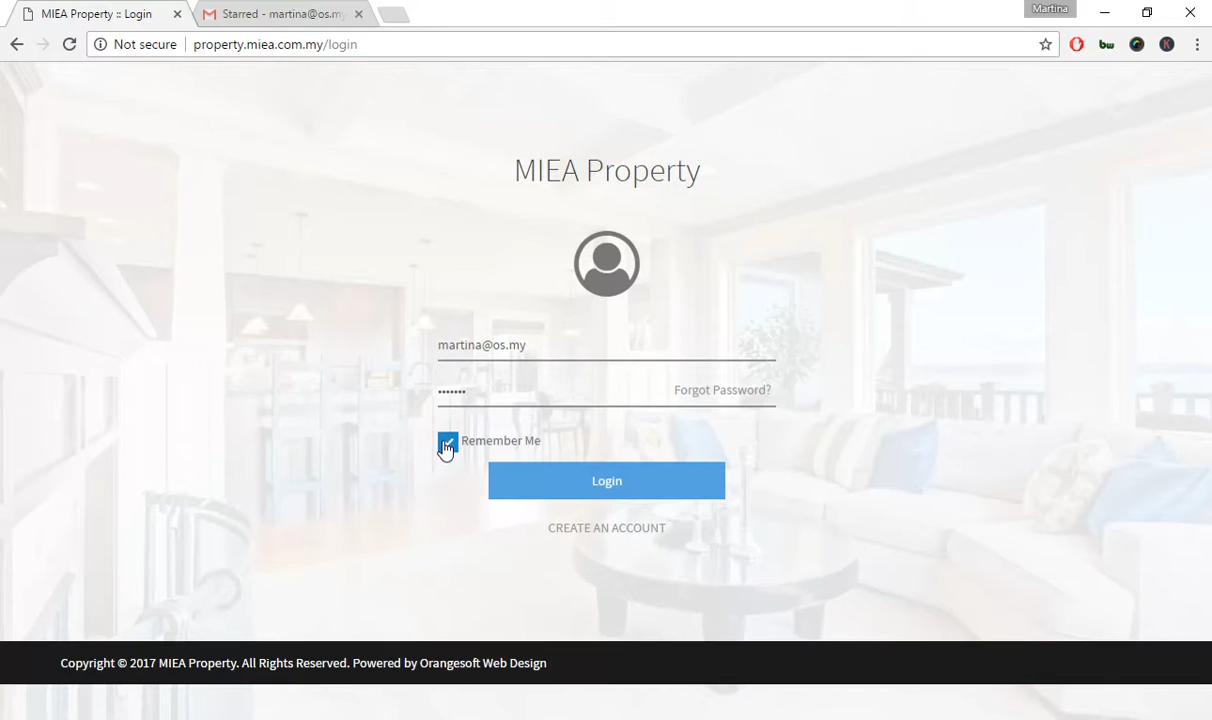 MIEA Property :: Login
Starred - martina@os.my
Martina
Not secure
property.miea.com.my/login
bw
K
MIEA Property
martina@os.my
•••••••
Forgot Password?
Remember Me
Login
CREATE AN ACCOUNT
Copyright © 2017 MIEA Property. All Rights Reserved. Powered by Orangesoft Web Design